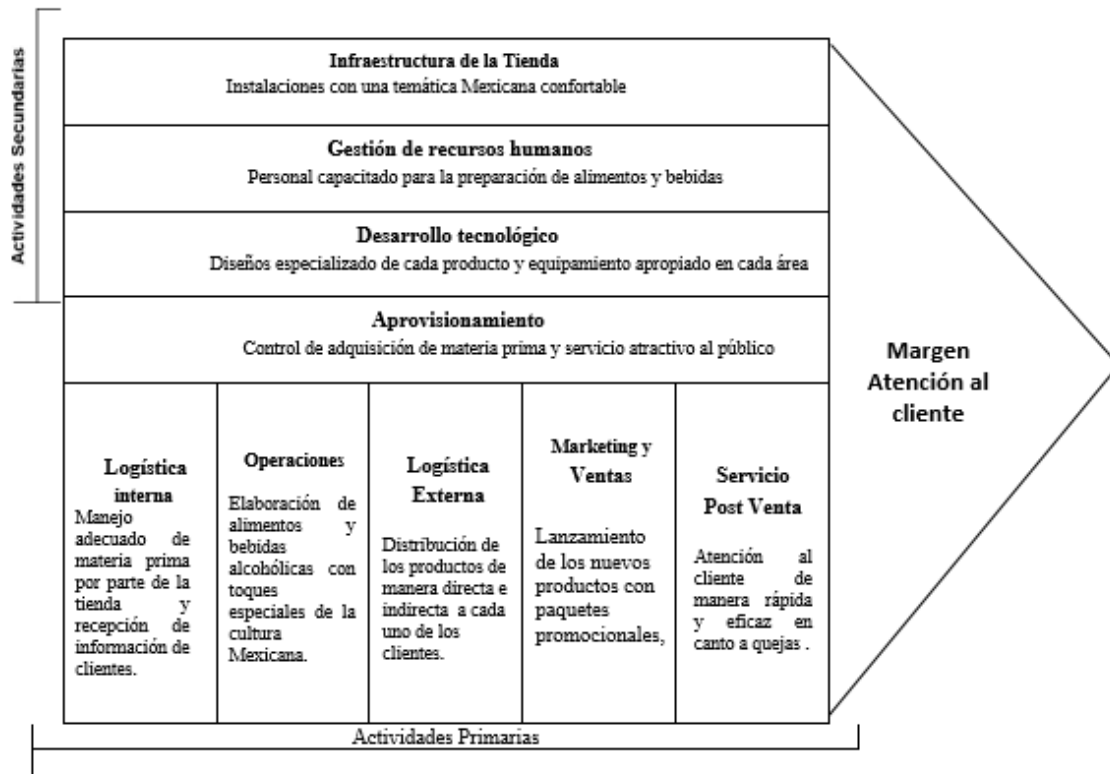 Actividades Secundarias
Infraestructura de la Tienda
Instalaciones con una temática Mexicana confortable
Gestión de recursos humanos
Personal capacitado para la preparación de alimentos y bebidas
Desarrollo tecnológico
Diseños especializado de cada producto y equipamiento apropiado en cada área
Aprovisionamiento
Control de adquisición de materia prima y servicio atractivo al público
Logística
interna
Manejo
adecuado de
materia prima
por parte de la
tienda y
recepción de
información de
clientes.
Operaciones
Elaboración de
alimentos y
bebidas
alcohólicas con
toques
especiales de la
cultura
Mexicana.
Logística
Externa
Distribución de
los productos de
manera directa e
indirecta a cada
uno de los
clientes.
Marketing y
Ventas
Lanzamiento
de los nuevos
productos con
paquetes
promocionales,
Servicio
Post Venta
Atención al
cliente de
manera rápida
y eficaz en
canto a quejas .
Margen
Atención al
cliente
Actividades Primarias